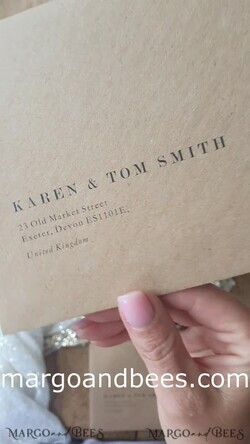 KAREN & TOM SMITH
23 Old Market Street
Exeter, Devon ES1101E,
United Kingdom
margoandbees.com
MARGO and BEES
MARGO and BEES